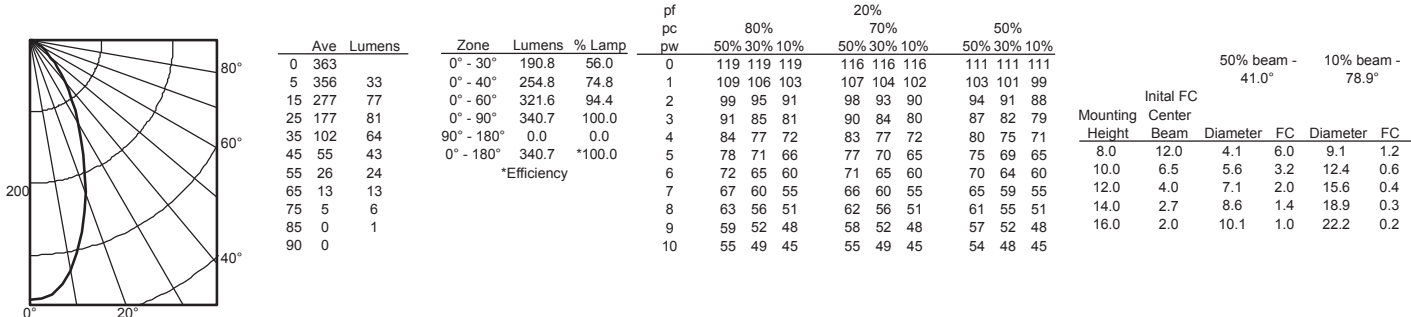 80°
60°
200
40°
0° 20°
Ave Lumens
0 363
5 356 33
15 277 77
25 177 81
35 102 64
45 55 43
55 26 24
65 13 13
75 5 6
85 0 1
90 0
Zone Lumens % Lamp
0° - 30° 190.8 56.0
0° - 40° 254.8 74.8
0° - 60° 321.6 94.4
0° - 90° 340.7 100.0
90° - 180° 0.0 0.0
0° - 180° 340.7 *100.0
*Efficiency
pf 20%
pc 80% 70% 50%
pw 50% 30% 10% 50% 30% 10% 50% 30% 10%
0 119 119 119 116 116 116 111 111 111
1 109 106 103 107 104 102 103 101 99
2 99 95 91 98 93 90 94 91 88
3 91 85 81 90 84 80 87 82 79
4 84 77 72 83 77 72 80 75 71
5 78 71 66 77 70 65 75 69 65
6 72 65 60 71 65 60 70 64 60
7 67 60 55 66 60 55 65 59 55
8 63 56 51 62 56 51 61 55 51
9 59 52 48 58 52 48 57 52 48
10 55 49 45 55 49 45 54 48 45
50% beam - 10% beam -
41.0° 78.9°
Inital FC
Mounting Center
Height Beam Diameter FC Diameter FC
8.0 12.0 4.1 6.0 9.1 1.2
10.0 6.5 5.6 3.2 12.4 0.6
12.0 4.0 7.1 2.0 15.6 0.4
14.0 2.7 8.6 1.4 18.9 0.3
16.0 2.0 10.1 1.0 22.2 0.2